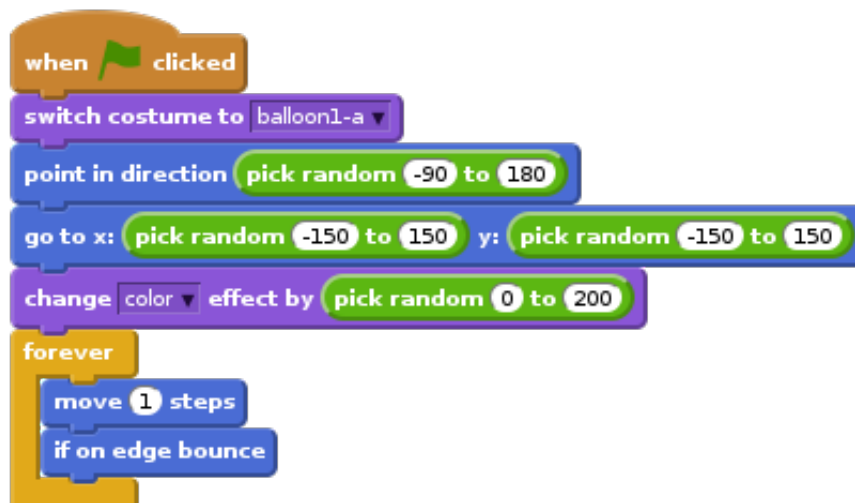 when clicked
switch costume to balloon1-a
point in direction pick random -90 to 180
go to x: pick random -150 to 150 y: pick random -150 to 150
change color effect by pick random 0 to 200
forever
move 1 steps
if on edge bounce